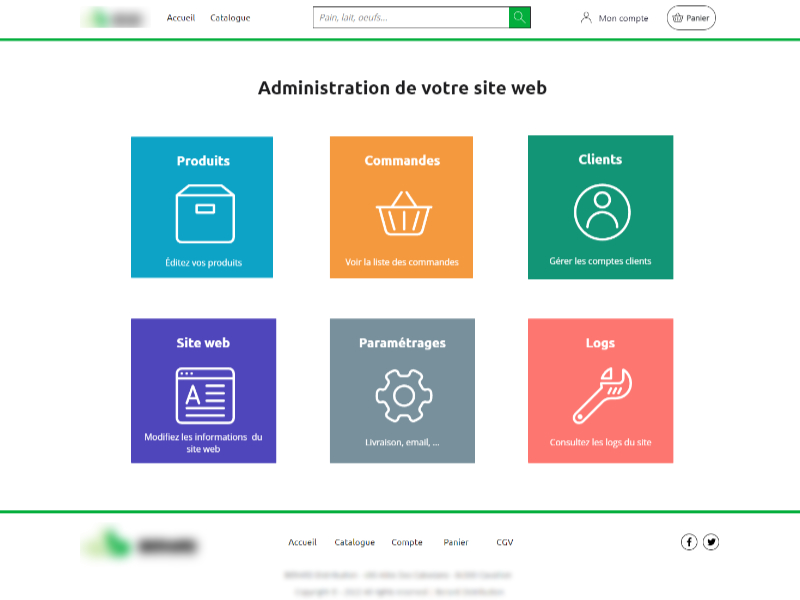 Accueil Catalogue Pain, lait, oeufs... Mon compte Panier
Administration de votre site web
Produits
Éditez vos produits
Commandes
Voir la liste des commandes
Clients
Gérer les comptes clients
Site web
A
Modifiez les informations du
site web
Paramétrages
Livraison, email, ...
Logs
Consultez les logs du site
Accueil Catalogue Compte Panier CGV